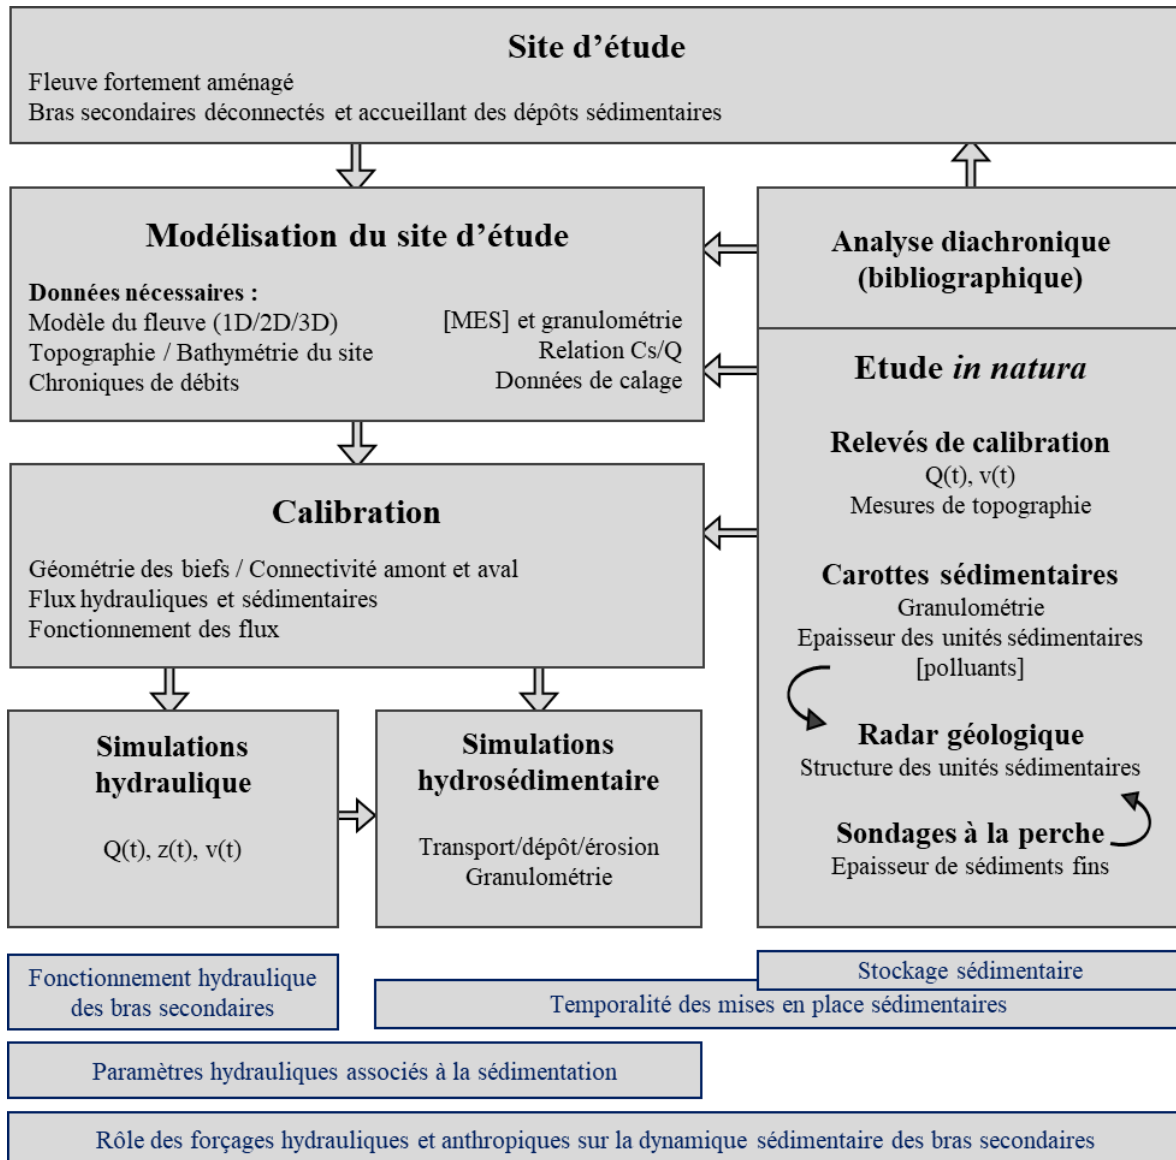 Site d'étude
Fleuve fortement aménagé
Bras secondaires déconnectés et accueillant des dépôts sédimentaires
Modélisation du site d'étude
Données nécessaires :
Modèle du fleuve (1D/2D/3D)
Topographie / Bathymétrie du site
Chroniques de débits
[MES] et granulométrie
Relation Cs/Q
Données de calage
Analyse diachronique
(bibliographique)
Etude in natura
Relevés de calibration
Q(t), v(t)
Mesures de topographie
Carottes sédimentaires
Granulométrie
Epaisseur des unités sédimentaires
[polluants]
Radar géologique
Structure des unités sédimentaires
Sondages à la perche
Epaisseur de sédiments fins
Calibration
Géométrie des biefs / Connectivité amont et aval
Flux hydrauliques et sédimentaires
Fonctionnement des flux
Simulations
hydraulique
Q(t), z(t), v(t)
Simulations
hydrosédimentaire
Transport/dépôt/érosion
Granulométrie
Fonctionnement hydraulique
des bras secondaires
Stockage sédimentaire
Temporalité des mises en place sédimentaires
Paramètres hydrauliques associés à la sédimentation
Rôle des forçages hydrauliques et anthropiques sur la dynamique sédimentaire des bras secondaires